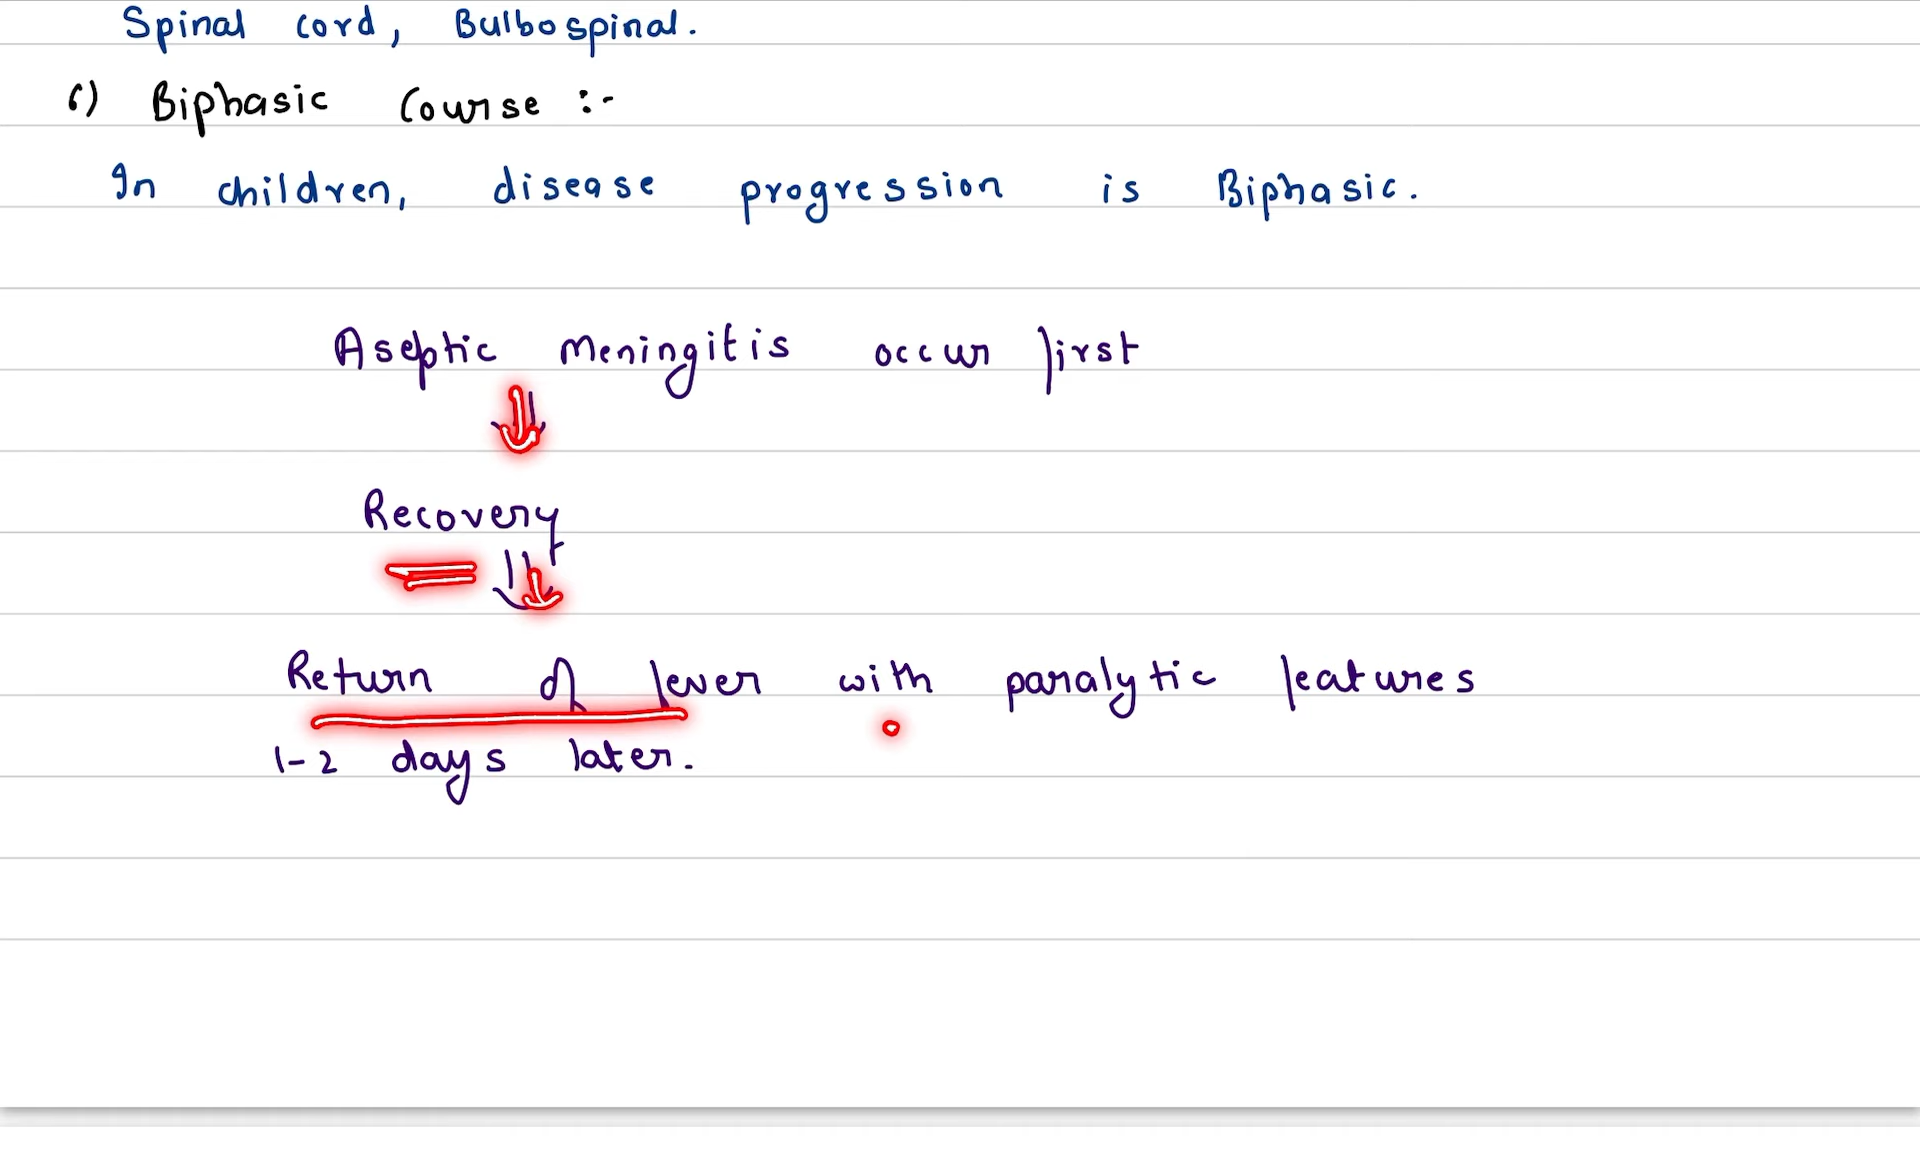 Spinal cord, Bulbospinal.
6) Biphasic Course :-
In children, disease progression is Biphasic.
Aseptic Meningitis occur first
Recovery
Return of fever with paralytic features
1-2 days later.